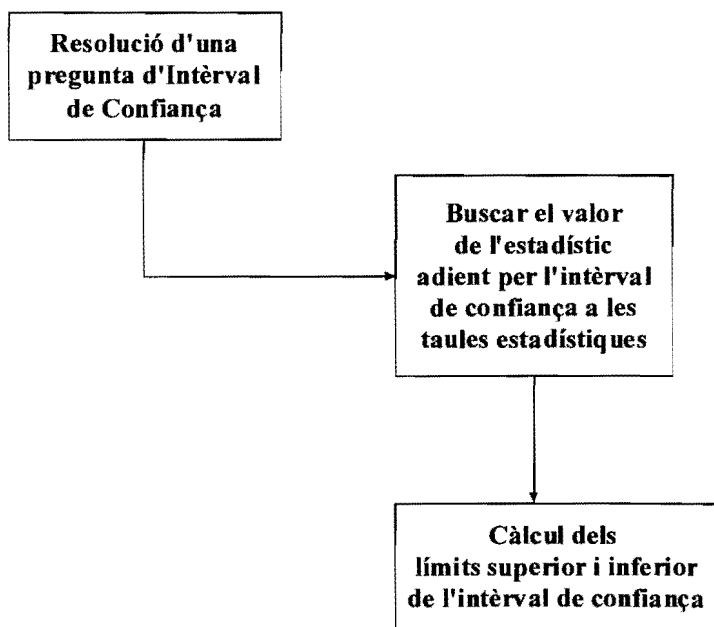 Resolució d'una
pregunta d'Intèrval
de Confiança
Buscar el valor
de l'estadístic
adient per l'intèrval
de confiança a les
taules estadístiques
Càlcul dels
límits superior i inferior
de l'intèrval de confiança